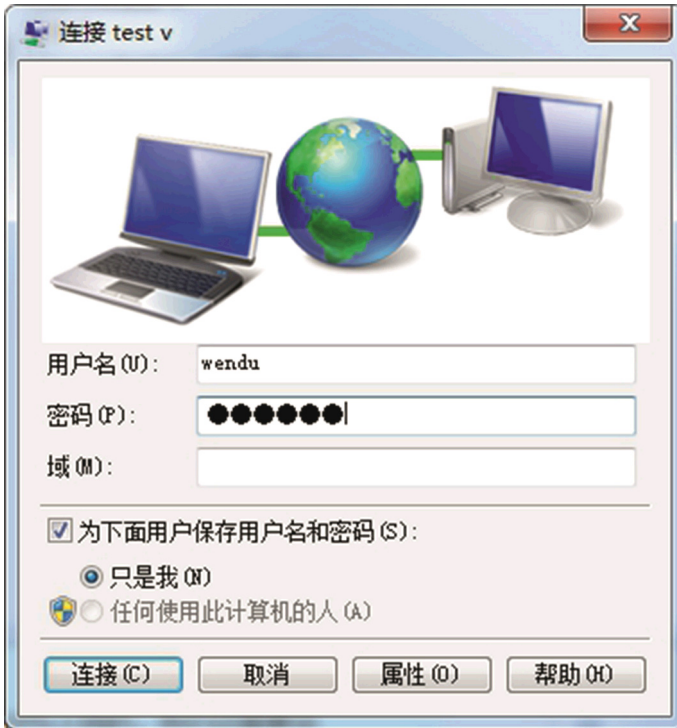 连接 test v
用户名(U):
wendu
密码(P):
●●●●●●
域(M):
为下面用户保存用户名和密码(S):
只是我(N)
任何使用此计算机的人(A)
连接(C)
取消
属性(O)
帮助(H)